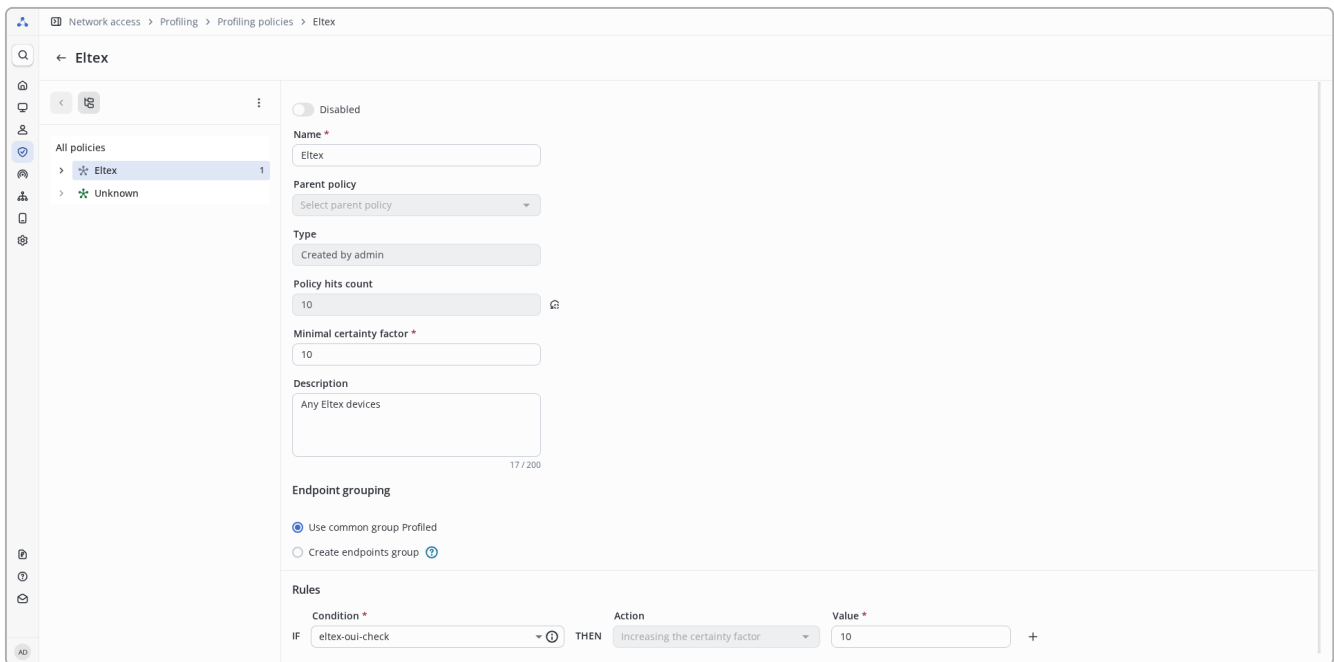 Network access > Profiling > Profiling policies > Eltex
← Eltex
Disabled
All policies
Eltex 1
Unknown
Name *
Eltex
Parent policy
Select parent policy
Type
Created by admin
Policy hits count
10
Minimal certainty factor *
10
Description
Any Eltex devices
17 / 200
Endpoint grouping
Use common group Profiled
Create endpoints group ?
Rules
Condition * Action Value *
IF eltex-oui-check THEN Increasing the certainty factor 10 +
AD